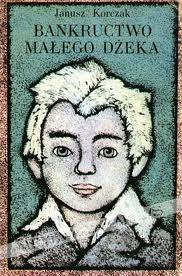 Janusz Korczak
BANKRUCTWO
MAŁEGO DŻEKA